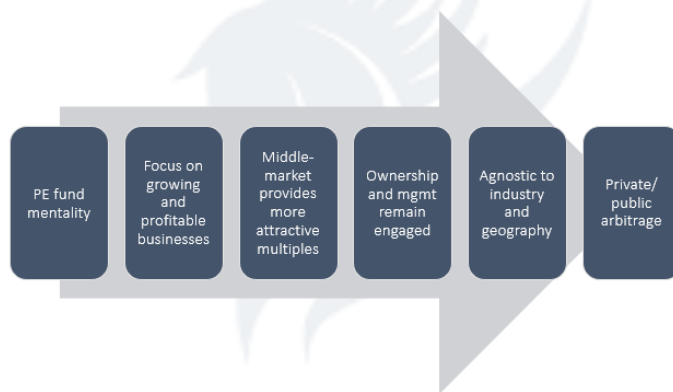 PE fund
mentality
Focus on
growing
and
profitable
businesses
Middle-
market
provides
more
attractive
multiples
Ownership
and mgmt
remain
engaged
Agnostic to
industry
and
geography
Private/
public
arbitrage